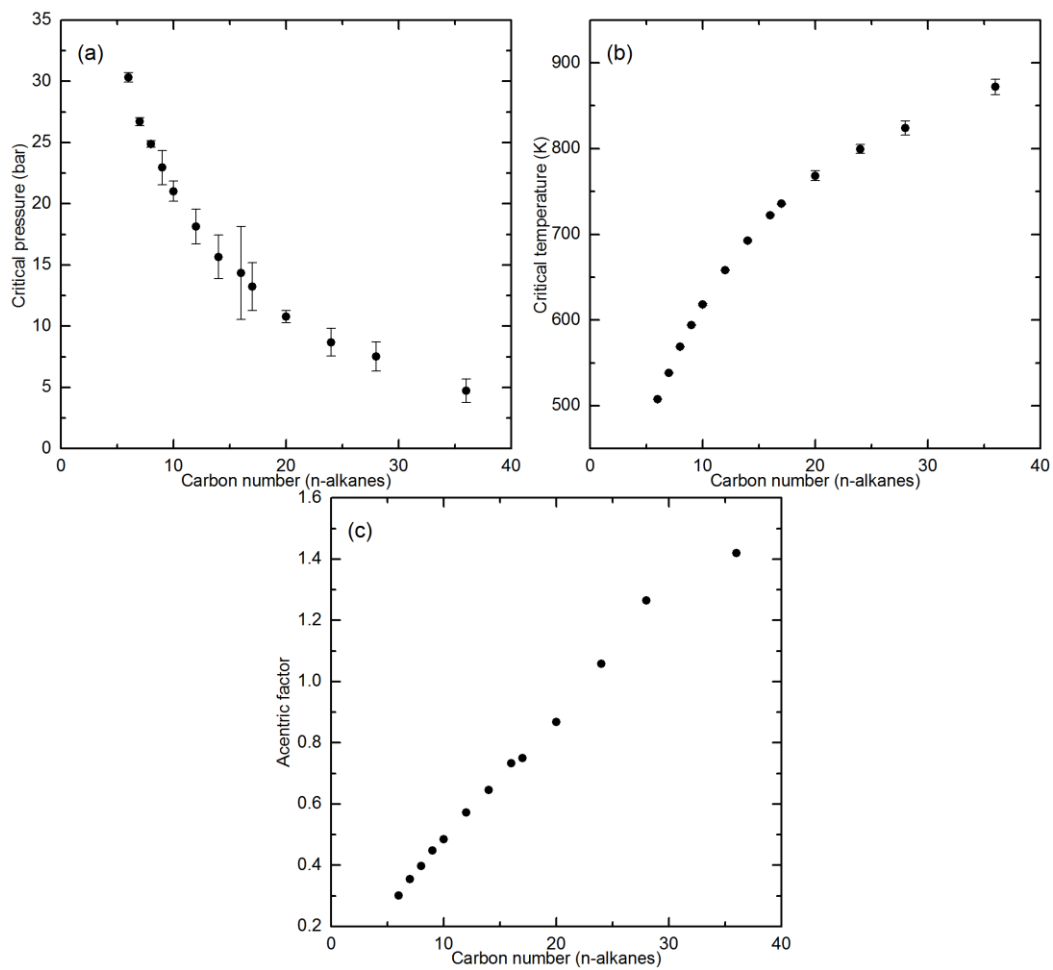 (a)
Critical pressure (bar)
35
30
25
20
15
10
5
0
0 10 20 30 40
Carbon number (n-alkanes)
(b)
Critical temperature (K)
900
800
700
600
500
0 10 20 30 40
Carbon number (n-alkanes)
(c)
Acentric factor
1.6
1.4
1.2
1.0
0.8
0.6
0.4
0.2
0 10 20 30 40
Carbon number (n-alkanes)